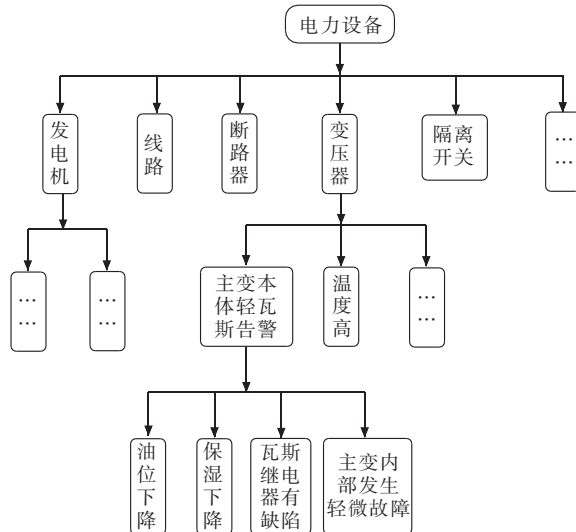 电力设备
发
电
机
线
路
断
路
器
变
压
器
隔离
开关
…
…
…
…
…
…
主变本
体轻瓦
斯告警
温
度
高
…
…
油
位
下
降
保
湿
下
降
瓦斯
继电
器有
缺陷
主变内
部发生
轻微故障